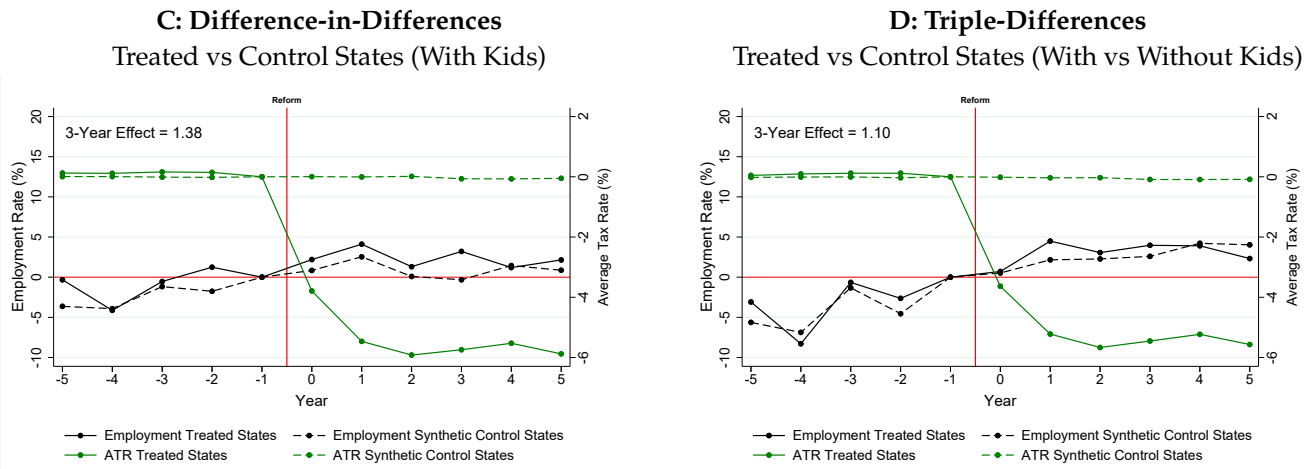 C: Difference-in-Differences
Treated vs Control States (With Kids)
Reform
3-Year Effect = 1.38
Employment Rate (%)
20
15
10
5
0
-5
-10
Average Tax Rate (%)
2
0
-2
-4
-6
-5 -4 -3 -2 -1 0 1 2 3 4 5
Year
Employment Treated States Employment Synthetic Control States
ATR Treated States ATR Synthetic Control States
D: Triple-Differences
Treated vs Control States (With vs Without Kids)
Reform
3-Year Effect = 1.10
Employment Rate (%)
20
15
10
5
0
-5
-10
Average Tax Rate (%)
2
0
-2
-4
-6
-5 -4 -3 -2 -1 0 1 2 3 4 5
Year
Employment Treated States Employment Synthetic Control States
ATR Treated States ATR Synthetic Control States